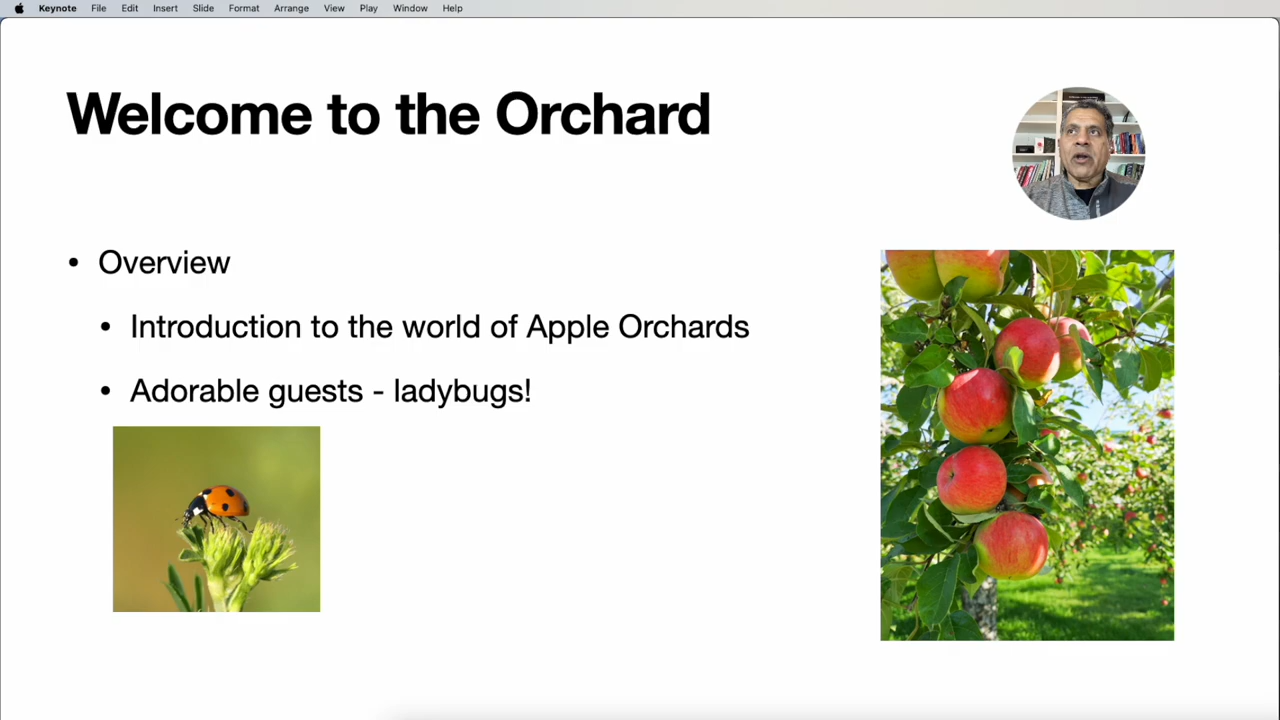 Keynote File Edit Insert Slide Format Arrange View Play Window Help
Welcome to the Orchard
• Overview
• Introduction to the world of Apple Orchards
• Adorable guests - ladybugs!